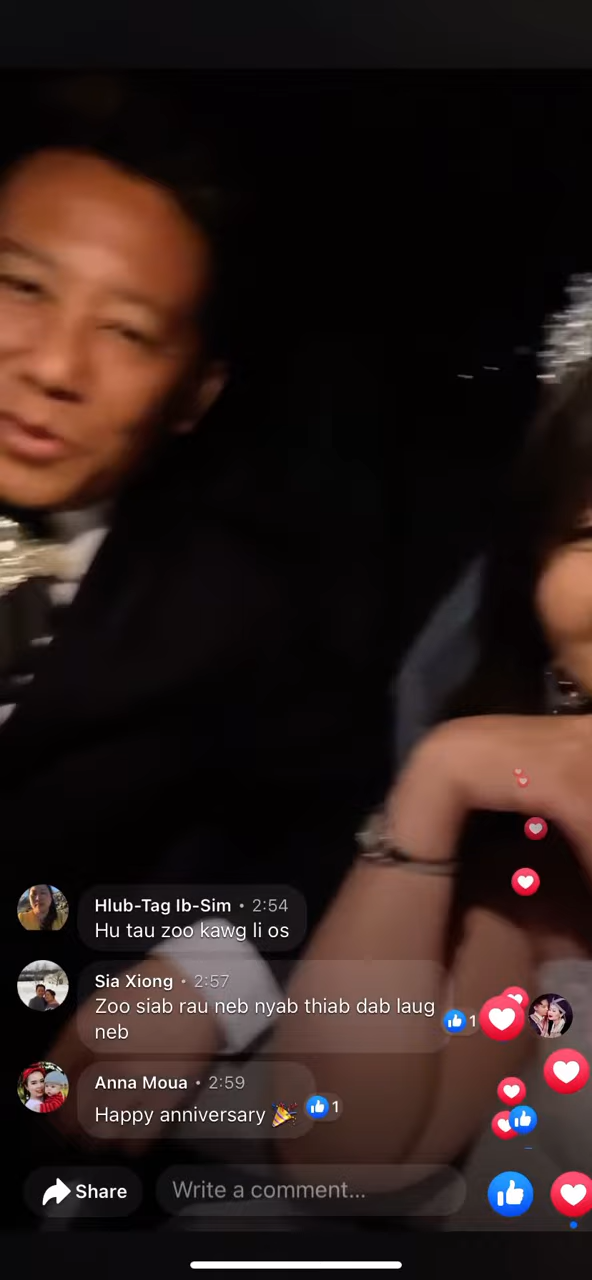 Hlub-Tag Ib-Sim • 2:54
Hu tau zoo kawg li os
Sia Xiong • 2:57
Zoo siab rau neb nyab thiab dab laug
neb
1
Anna Moua • 2:59
Happy anniversary 🎉
1
Share
Write a comment...